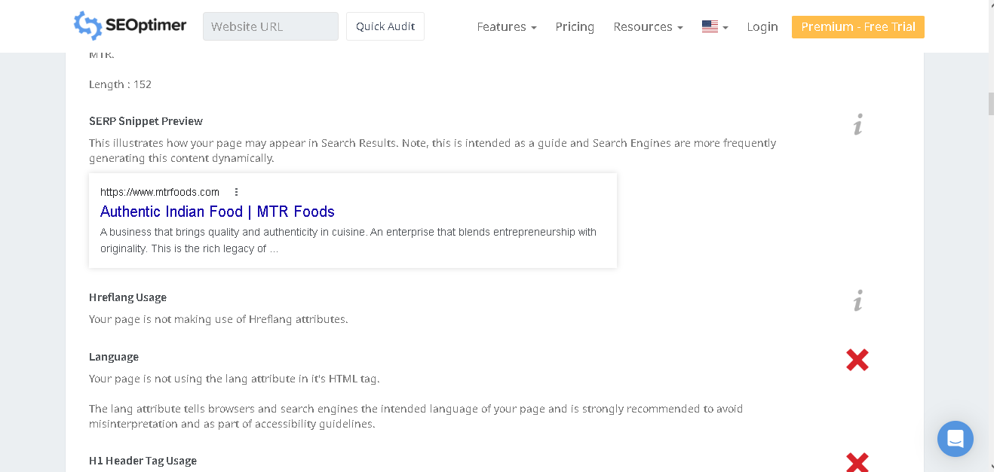 SEOptimer
Website URL
Quick Audit
Features
Pricing
Resources
Login
Premium - Free Trial
MTR.
Length : 152
SERP Snippet Preview
This illustrates how your page may appear in Search Results. Note, this is intended as a guide and Search Engines are more frequently
generating this content dynamically.
https://www.mtrfoods.com
Authentic Indian Food | MTR Foods
A business that brings quality and authenticity in cuisine. An enterprise that blends entrepreneurship with
originality. This is the rich legacy of ...
Hreflang Usage
Your page is not making use of Hreflang attributes.
Language
Your page is not using the lang attribute in it's HTML tag.
The lang attribute tells browsers and search engines the intended language of your page and is strongly recommended to avoid
misinterpretation and as part of accessibility guidelines.
H1 Header Tag Usage